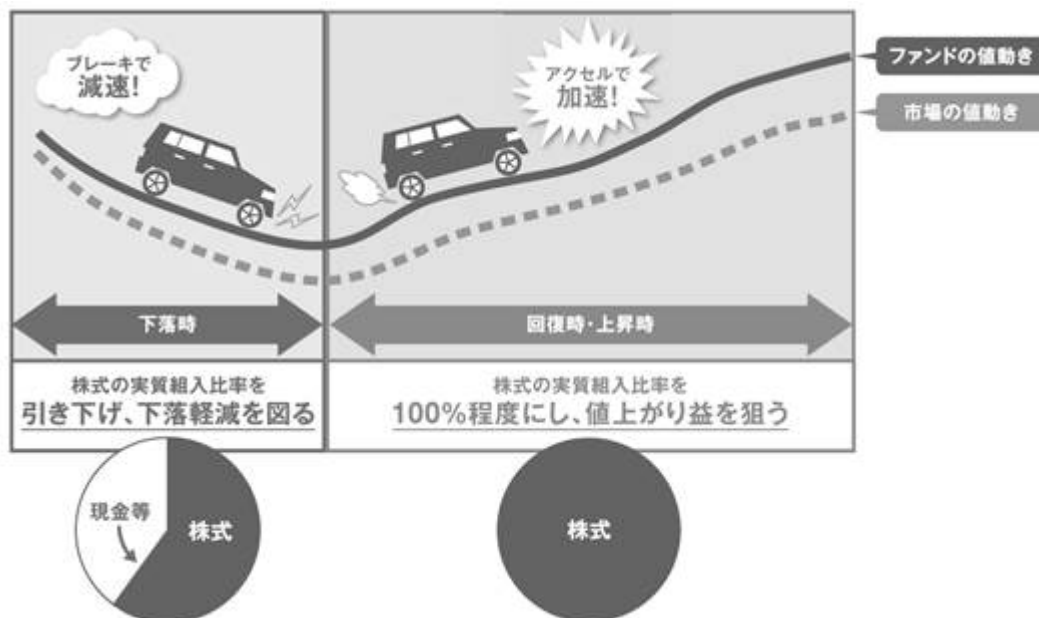 ブレーキで
減速!
アクセルで
加速!
ファンドの値動き
市場の値動き
下落時
回復時・上昇時
株式の実質組入比率を
引き下げ、下落軽減を図る
株式の実質組入比率を
100%程度にし、値上がり益を狙う
現金等
株式
株式